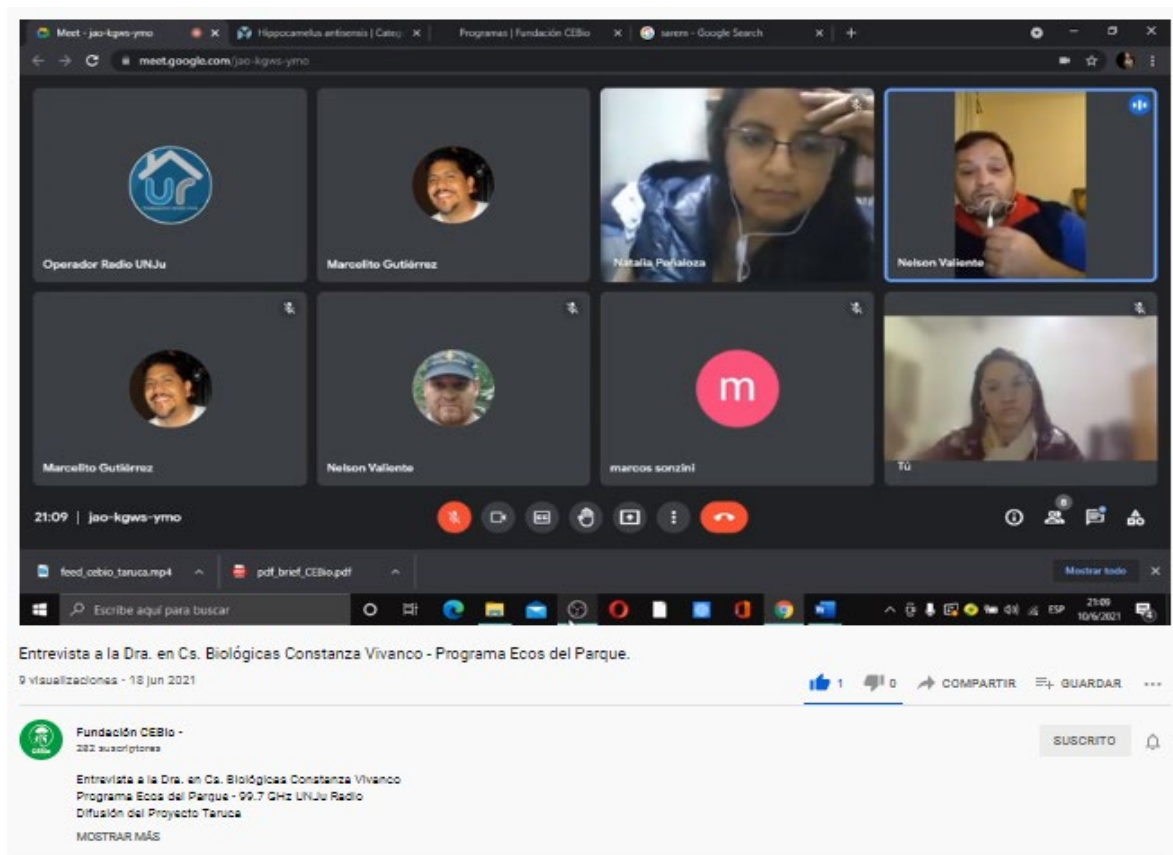 Meet - jao-kgws-ymo
Hippocamelus antisensis | Categ
Programas | Fundación CEBio
sarem - Google Search
meet.google.com/jao-kgws-ymo
UR
Operador Radio UNJu
Marcelito Gutiérrez
Natalia Peñaloza
Nelson Valiente
m
Marcelito Gutiérrez
Nelson Valiente
marcos sonzini
Tú
21:09 | jao-kgws-ymo
8
feed_cebio_taruca.mp4
pdf_brief_CEBio.pdf
Mostrar todo
Escribe aquí para buscar
ESP
21:09
10/6/2021
Entrevista a la Dra. en Cs. Biológicas Constanza Vivanco - Programa Ecos del Parque.
9 visualizaciones - 18 jun 2021
1
0
COMPARTIR
GUARDAR
Fundación CEBio -
282 suscriptores
SUSCRITO
Entrevista a la Dra. en Cs. Biológicas Constanza Vivanco
Programa Ecos del Parque - 99.7 GHz UNJu Radio
Difusión del Proyecto Taruca
MOSTRAR MÁS